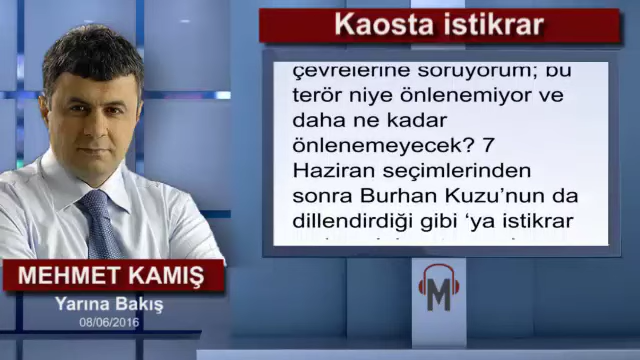 Kaosta istikrar
çevrelerine soruyorum; bu
terör niye önlenemiyor ve
daha ne kadar
önlenemeyecek? 7
Haziran seçimlerinden
sonra Burhan Kuzu’nun da
dillendirdiği gibi ‘ya istikrar
MEHMET KAMIŞ
Yarına Bakış
08/06/2016
M